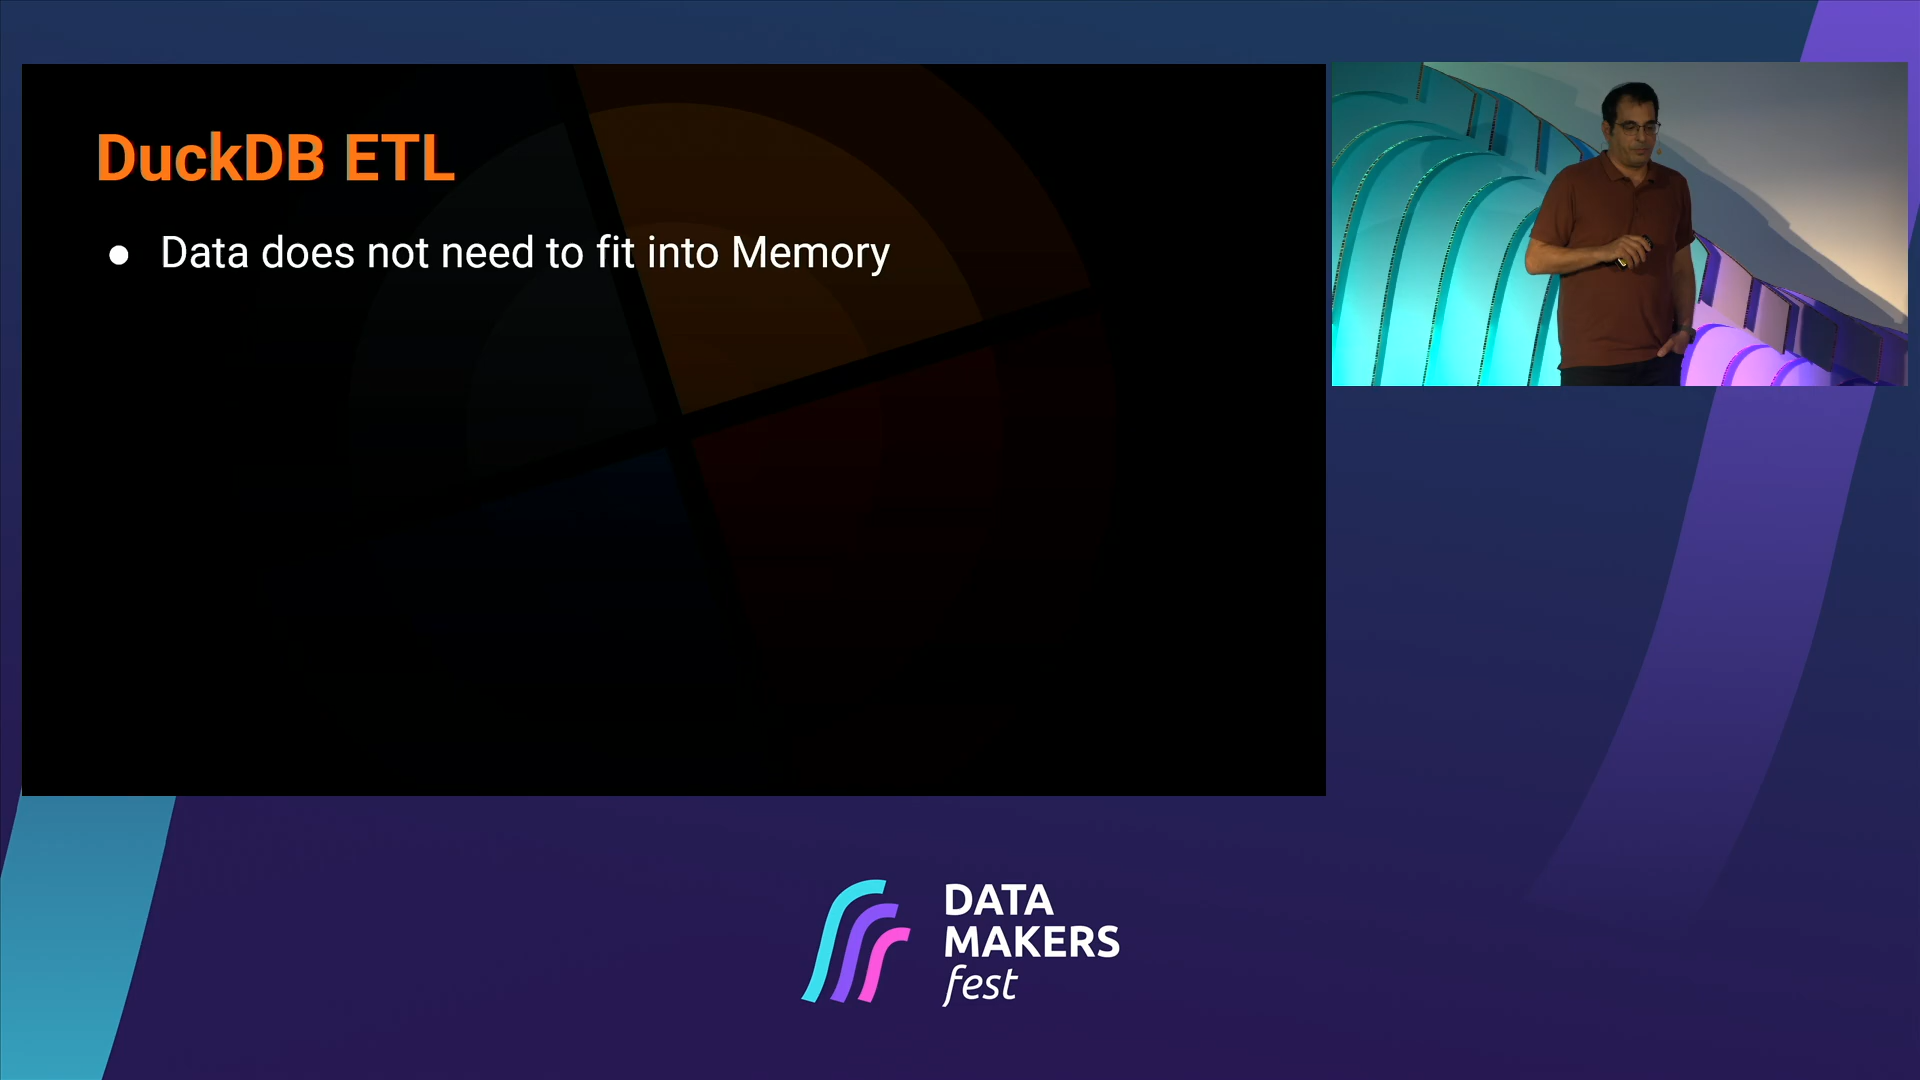 DuckDB ETL
● Data does not need to fit into Memory
DATA
MAKERS
fest